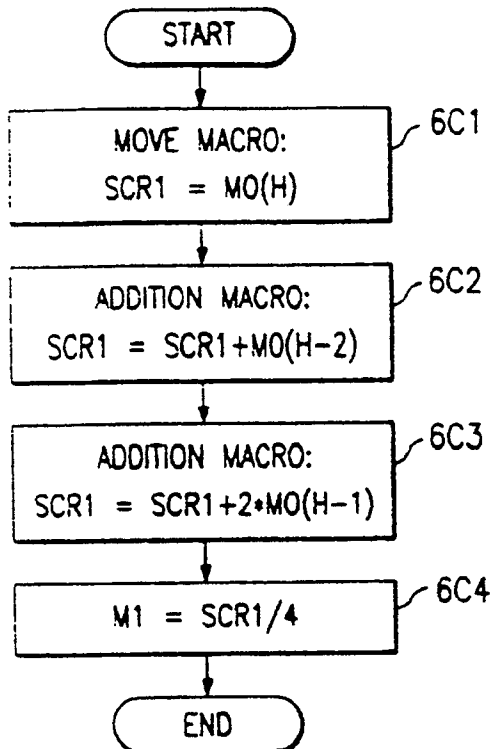 START
6C1
MOVE MACRO:
SCR1 = M0(H)
6C2
ADDITION MACRO:
SCR1 = SCR1+M0(H-2)
6C3
ADDITION MACRO:
SCR1 = SCR1+2*M0(H-1)
6C4
M1 = SCR1/4
END